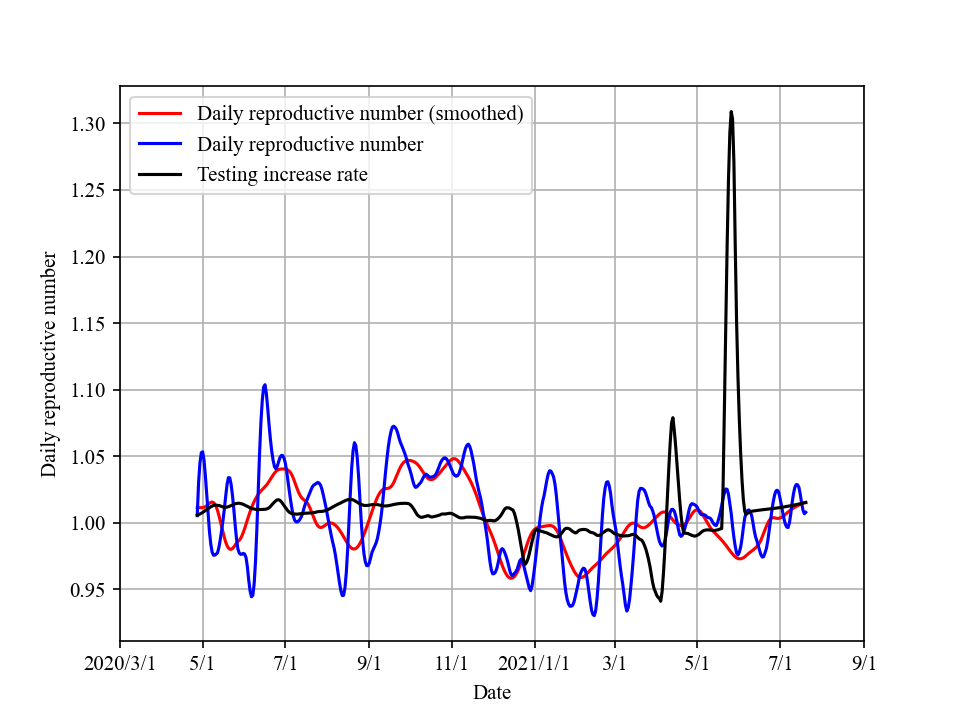 Daily reproductive number (smoothed)
Daily reproductive number
Testing increase rate
Daily reproductive number
1.30
1.25
1.20
1.15
1.10
1.05
1.00
0.95
2020/3/1 5/1 7/1 9/1 11/1 2021/1/1 3/1 5/1 7/1 9/1
Date